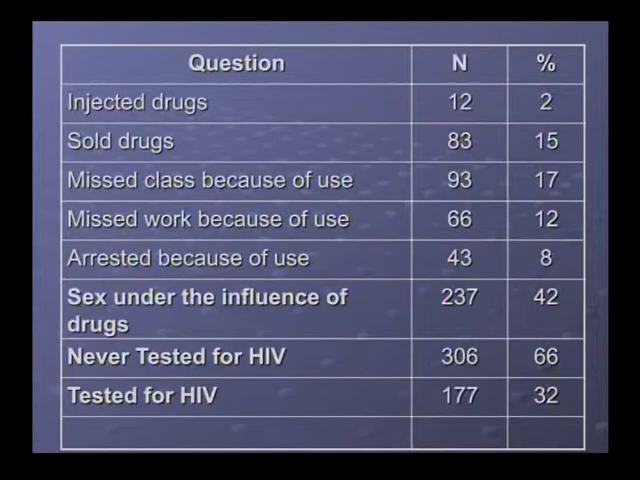 Question N %
Injected drugs 12 2
Sold drugs 83 15
Missed class because of use 93 17
Missed work because of use 66 12
Arrested because of use 43 8
Sex under the influence of 237 42
drugs
Never Tested for HIV 306 66
Tested for HIV 177 32